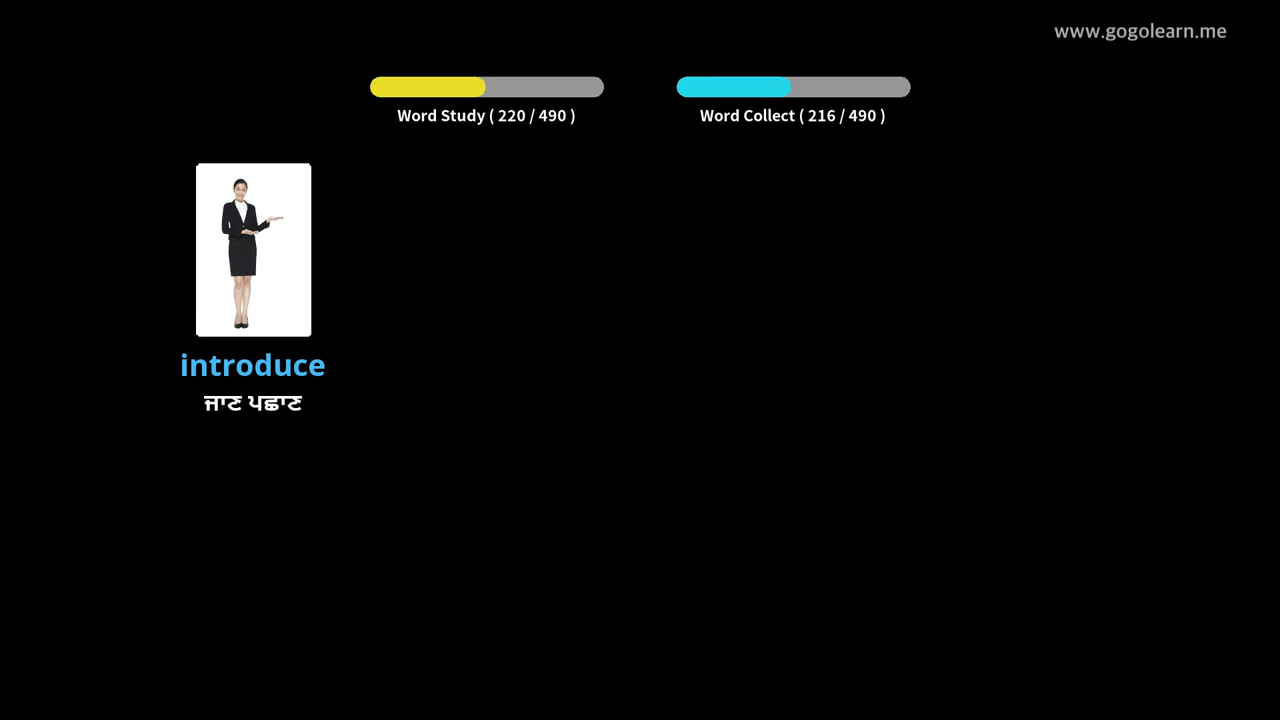 www.gogolearn.me
Word Study ( 220 / 490 )
Word Collect ( 216 / 490 )
introduce
ਜਾਣ ਪਛਾਣ